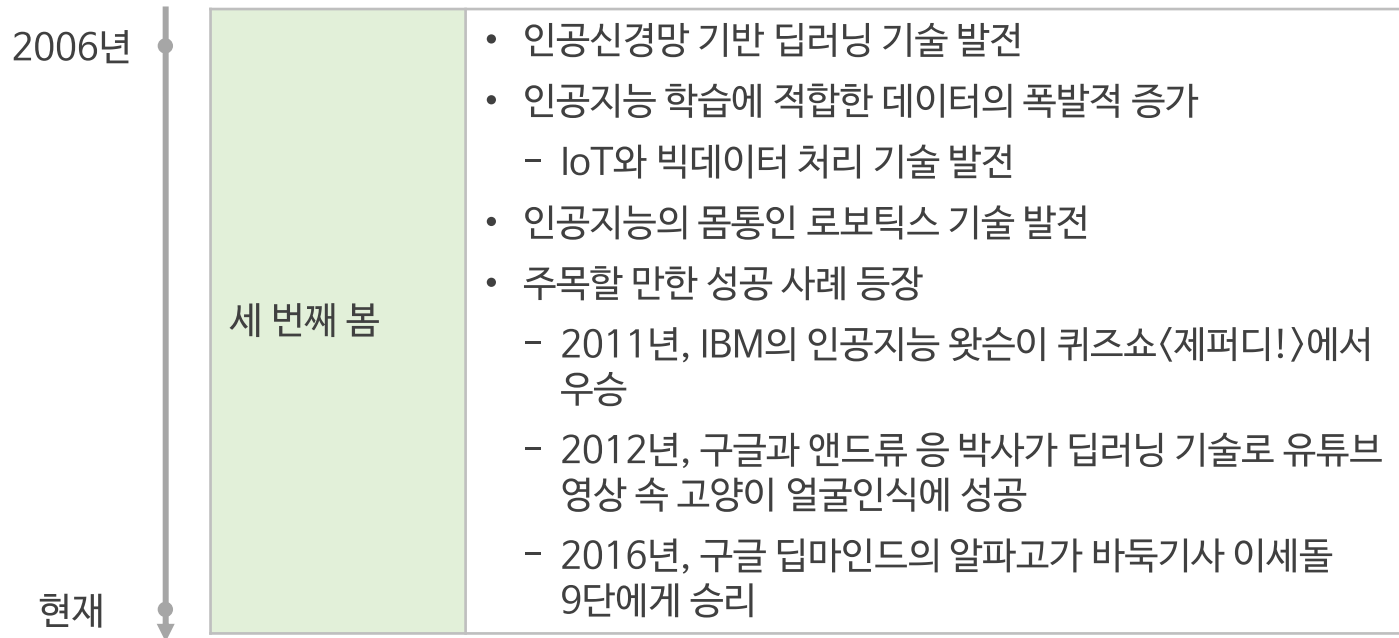 2006년
현재
세 번째 봄
• 인공신경망 기반 딥러닝 기술 발전
• 인공지능 학습에 적합한 데이터의 폭발적 증가
- IoT와 빅데이터 처리 기술 발전
• 인공지능의 몸통인 로보틱스 기술 발전
• 주목할 만한 성공 사례 등장
- 2011년, IBM의 인공지능 왓슨이 퀴즈쇼〈제퍼디!〉에서
우승
- 2012년, 구글과 앤드류 응 박사가 딥러닝 기술로 유튜브
영상 속 고양이 얼굴인식에 성공
- 2016년, 구글 딥마인드의 알파고가 바둑기사 이세돌
9단에게 승리